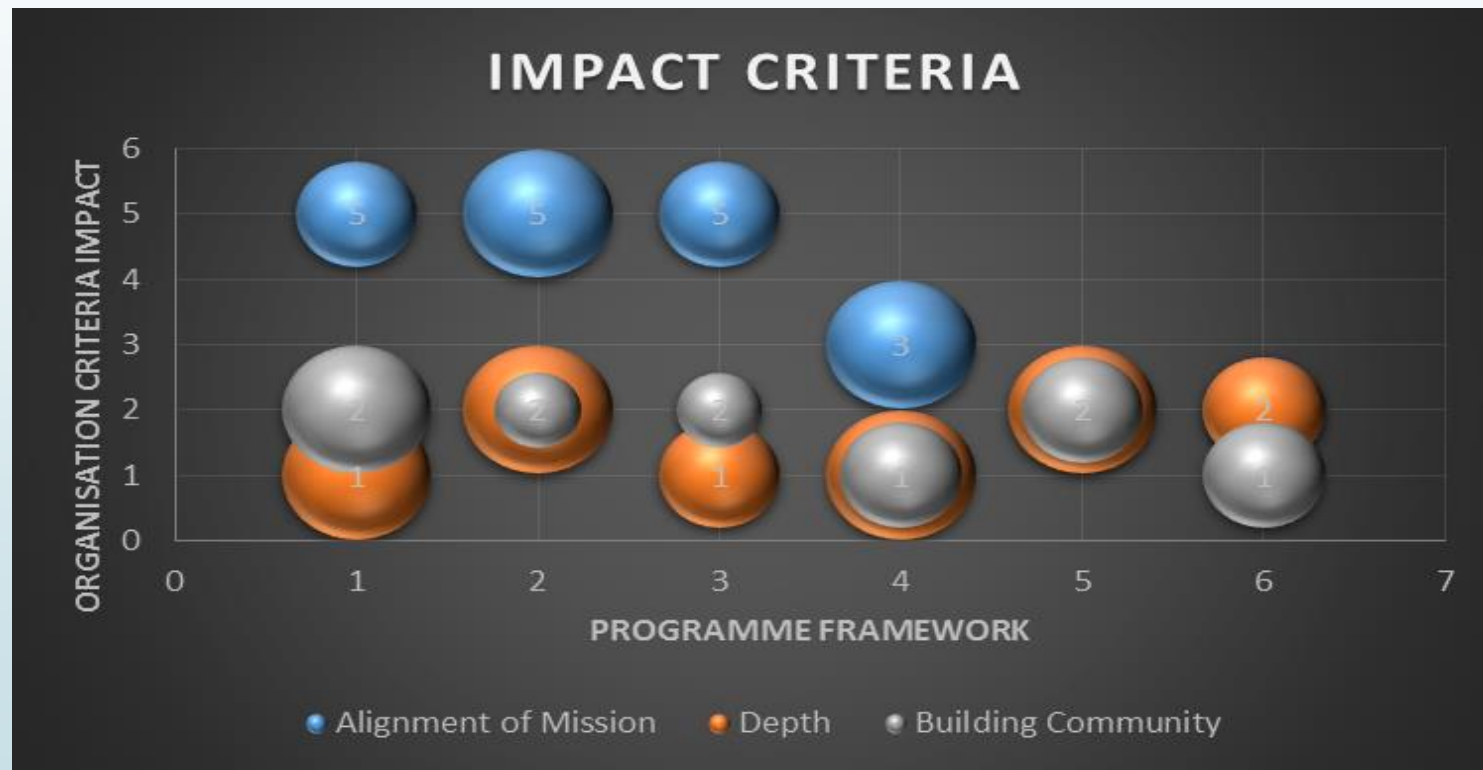 IMPACT CRITERIA
ORGANISATION CRITERIA IMPACT
6
5
4
3
2
1
0
5 5 5
3
2 2 2 2 2
1 1 1 1
0 1 2 3 4 5 6 7
PROGRAMME FRAMEWORK
Alignment of Mission Depth Building Community